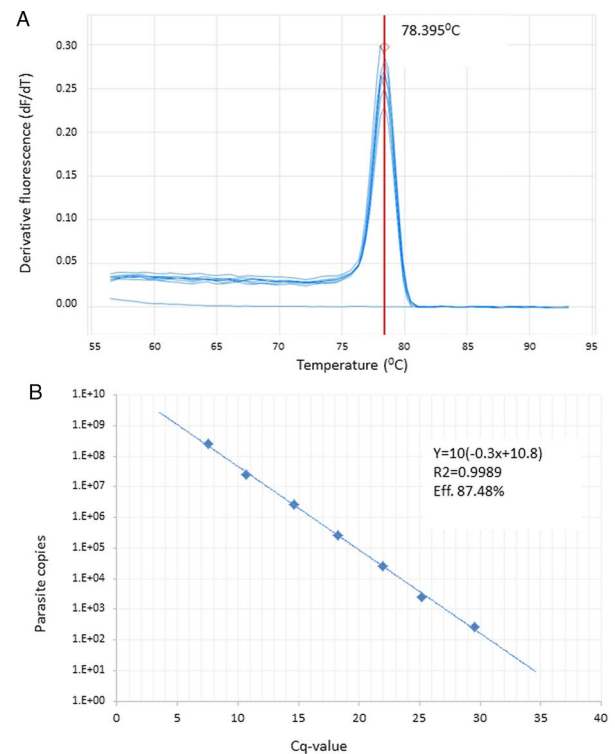 A
78.395⁰C
0.30
0.25
0.20
0.15
0.10
0.05
0.00
Derivative fluorescence (dF/dT)
55 60 65 70 75 80 85 90 95
Temperature (⁰C)
B
1.E+10
1.E+09
1.E+08
1.E+07
1.E+06
1.E+05
1.E+04
1.E+03
1.E+02
1.E+01
1.E+00
Parasite copies
Y=10(-0.3x+10.8)
R2=0.9989
Eff. 87.48%
0 5 10 15 20 25 30 35 40
Cq-value